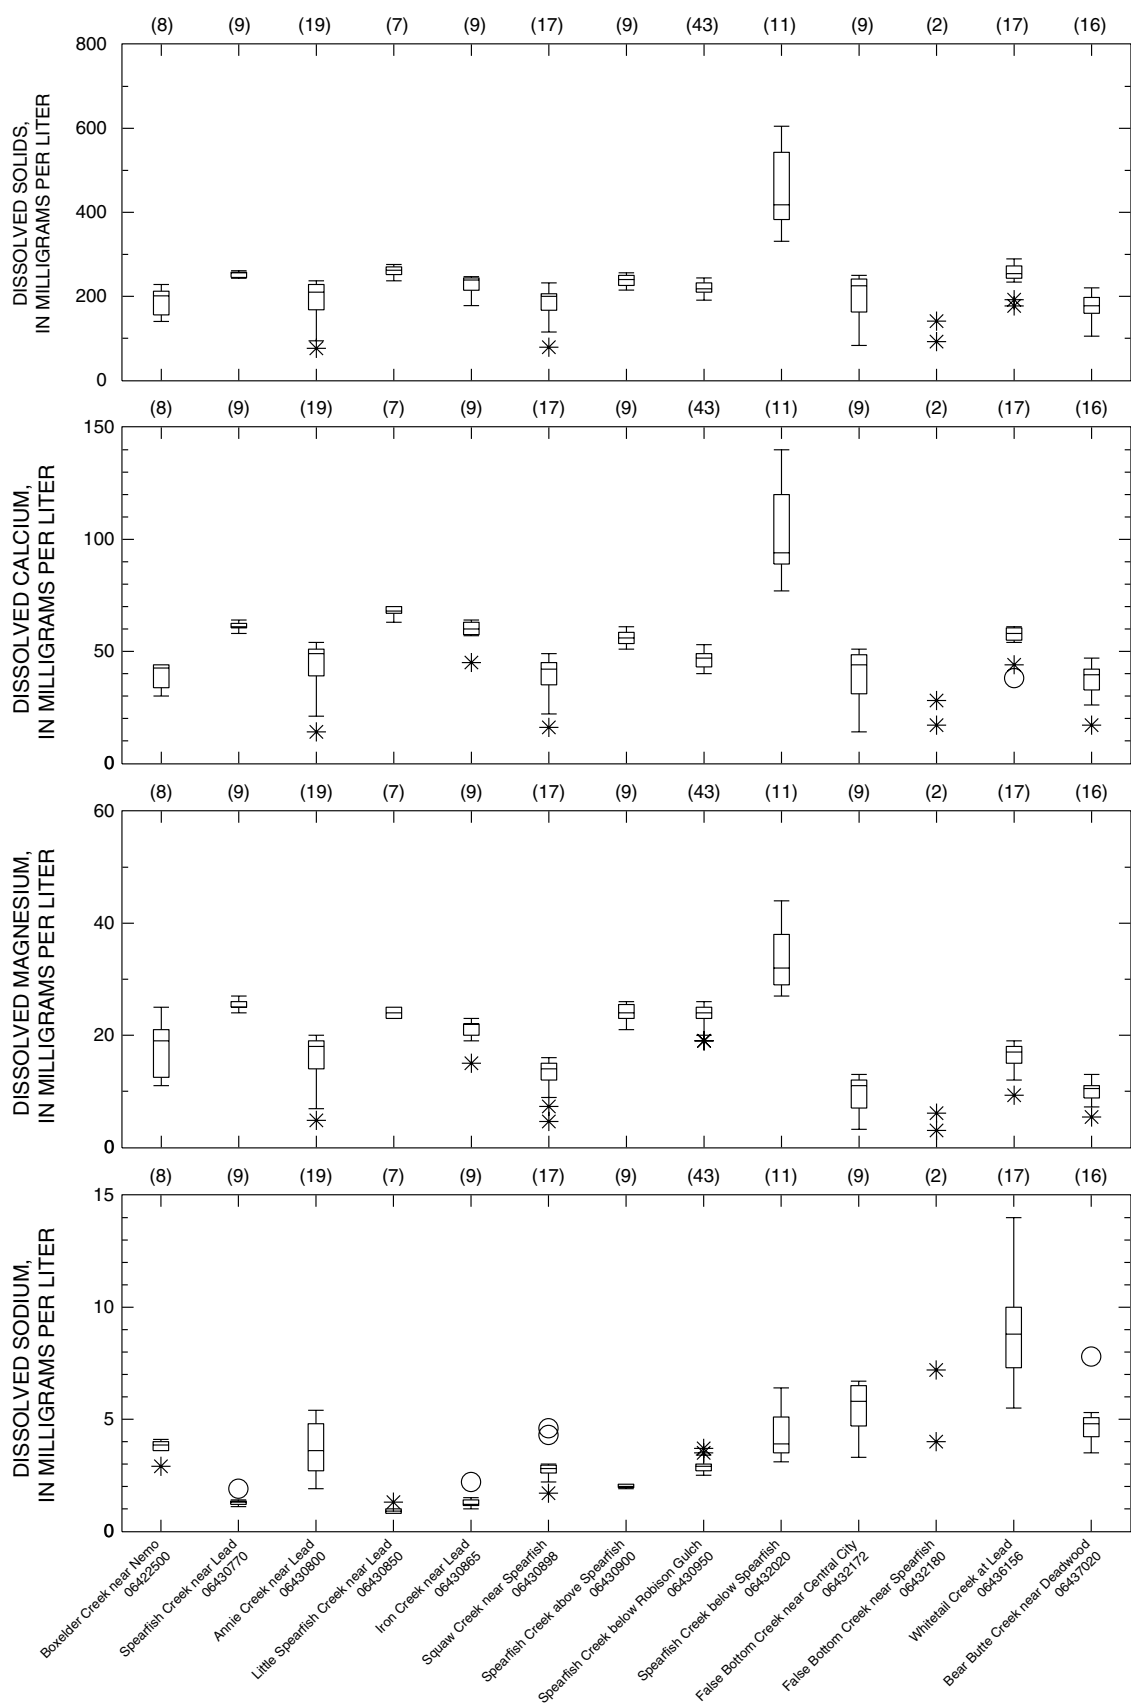 (8) (9) (19) (7) (9) (17) (9) (43) (11) (9) (2) (17) (16)
DISSOLVED SOLIDS,
IN MILLIGRAMS PER LITER
800
600
400
200
0
(8) (9) (19) (7) (9) (17) (9) (43) (11) (9) (2) (17) (16)
DISSOLVED CALCIUM,
IN MILLIGRAMS PER LITER
150
100
50
0
(8) (9) (19) (7) (9) (17) (9) (43) (11) (9) (2) (17) (16)
DISSOLVED MAGNESIUM,
IN MILLIGRAMS PER LITER
60
40
20
0
(8) (9) (19) (7) (9) (17) (9) (43) (11) (9) (2) (17) (16)
DISSOLVED SODIUM,
IN MILLIGRAMS PER LITER
15
10
5
0
Boxelder Creek near Nemo
06422500
Spearfish Creek near Lead
06430770
Annie Creek near Lead
06430800
Little Spearfish Creek near Lead
06430850
Iron Creek near Lead
06430865
Squaw Creek near Spearfish
06430898
Spearfish Creek above Spearfish
06430900
Spearfish Creek below Robison Gulch
06430950
Spearfish Creek below Spearfish
06432020
False Bottom Creek near Central City
06432172
False Bottom Creek near Spearfish
06432180
Whitetail Creek at Lead
06436156
Bear Butte Creek near Deadwood
06437020